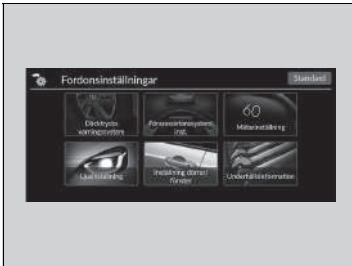 Fordonsinställningar
Standard
Däcktrycks
varningssystem
Förarassistanssystem
inst.
60
Mätarinställning
Ljusinställning
Inställning dörrar/
fönster
Underhållsinformation